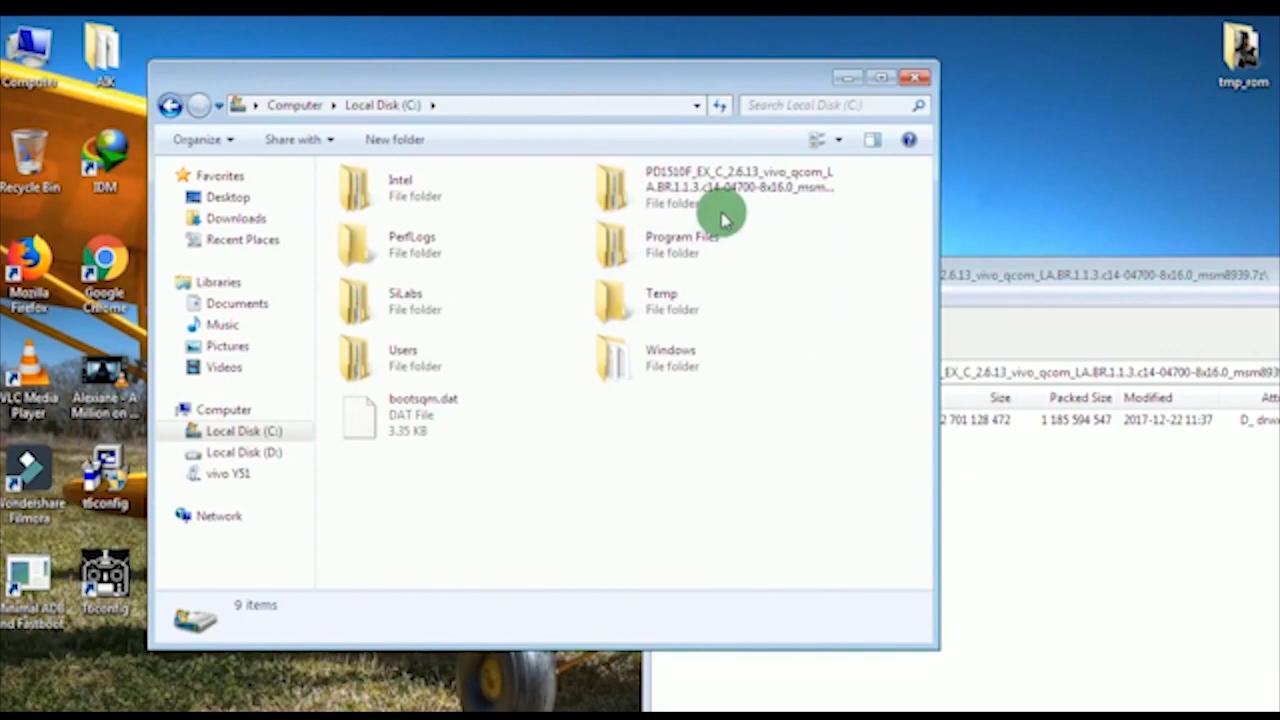 Computer
AIK
tmp_rom
Recycle Bin
IDM
Mozilla
Firefox
Google
Chrome
VLC Media
Player
Alexiane - A
Million on ...
Wondershare
Filmora
t6config
Minimal ADB
and Fastboot
T6config
Computer
Local Disk (C:)
Search Local Disk (C:)
Organize
Share with
New folder
Favorites
Desktop
Downloads
Recent Places
Libraries
Documents
Music
Pictures
Videos
Computer
Local Disk (C:)
Local Disk (D:)
vivo Y51
Network
Intel
File folder
PerfLogs
File folder
SiLabs
File folder
Users
File folder
bootsqm.dat
DAT File
3.35 KB
PD1510F_EX_C_2.6.13_vivo_qcom_L
A.BR.1.1.3.c14-04700-8x16.0_msm...
File folder
Program Files
File folder
Temp
File folder
Windows
File folder
9 items
2.6.13_vivo_qcom_LA.BR.1.1.3.c14-04700-8x16.0_msm8939.7z\
_EX_C_2.6.13_vivo_qcom_LA.BR.1.1.3.c14-04700-8x16.0_msm893
Size Packed Size Modified Att
2 701 128 472 1 185 594 547 2017-12-22 11:37 D_ drw